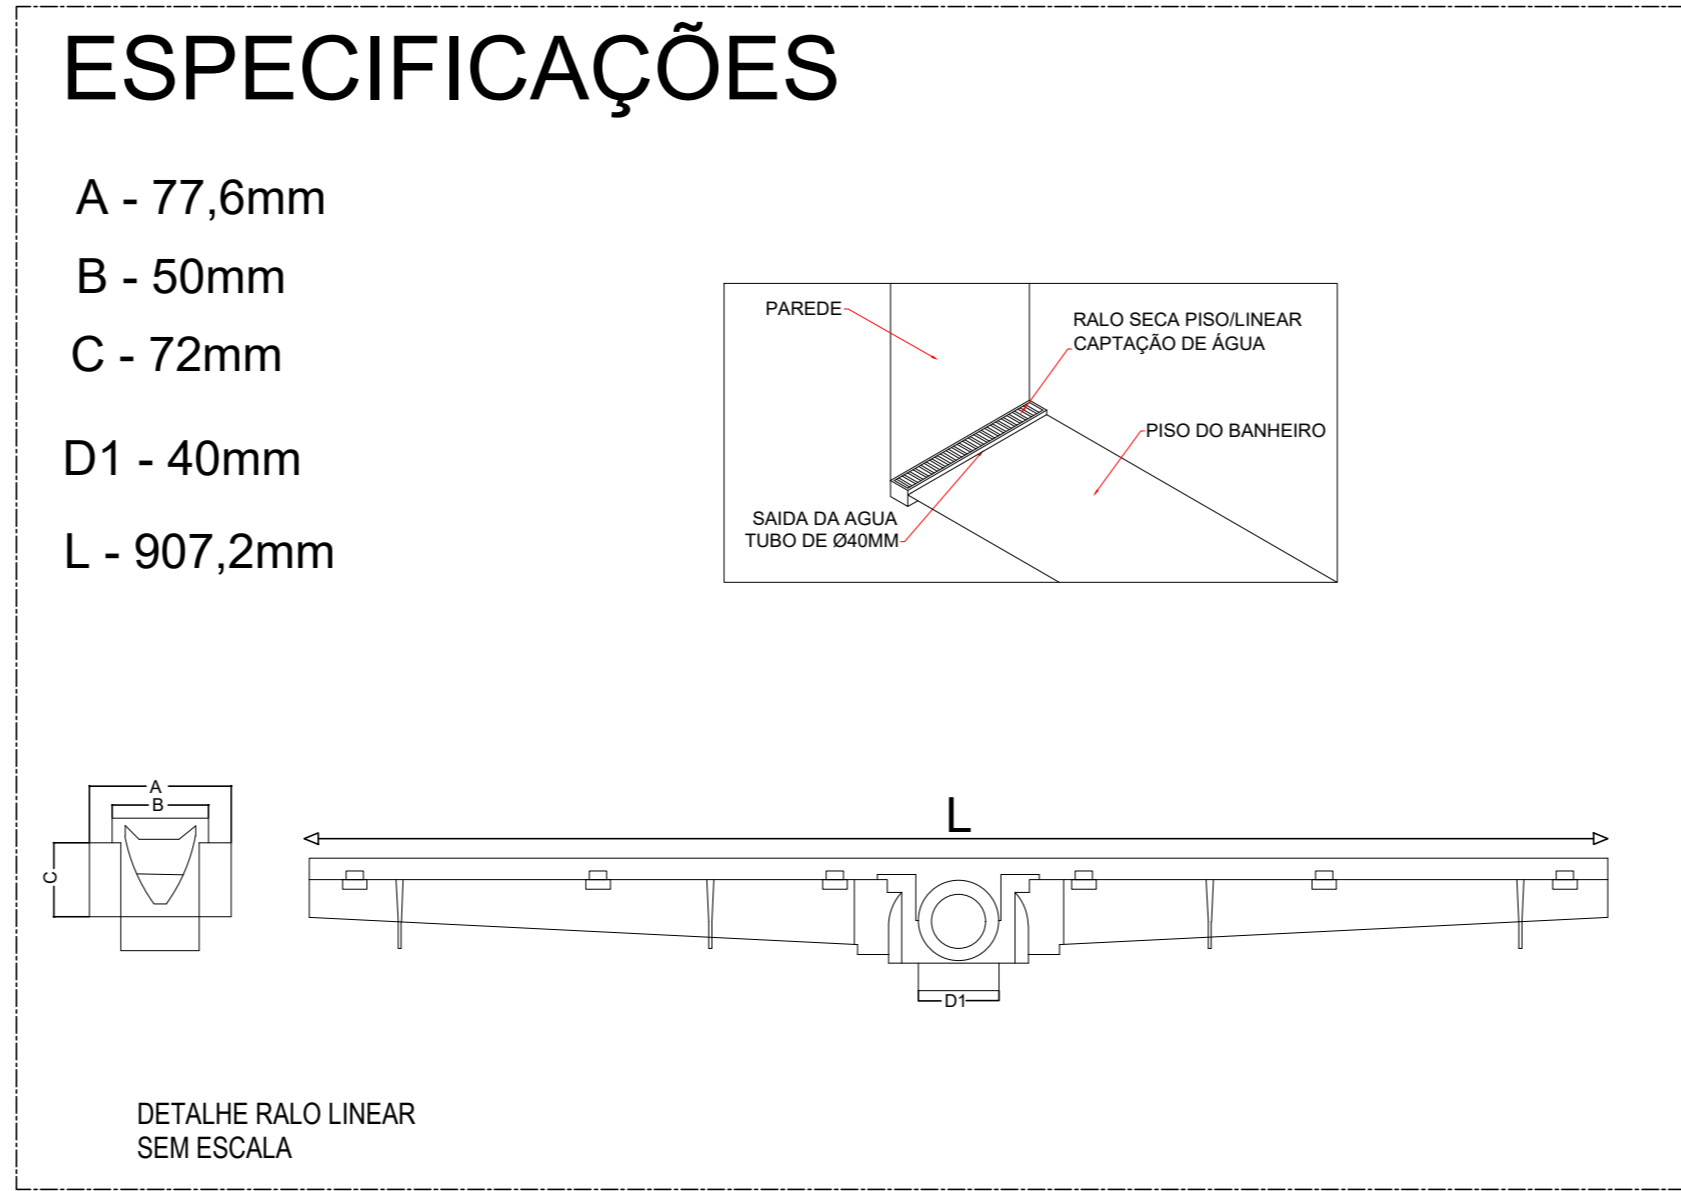 ESPECIFICAÇÕES
A - 77,6mm
B - 50mm
C - 72mm
D1 - 40mm
L - 907,2mm
PAREDE
RALO SECA PISO/LINEAR
CAPTAÇÃO DE ÁGUA
PISO DO BANHEIRO
SAIDA DA AGUA
TUBO DE Ø40MM
A
B
C
L
D1
DETALHE RALO LINEAR
SEM ESCALA